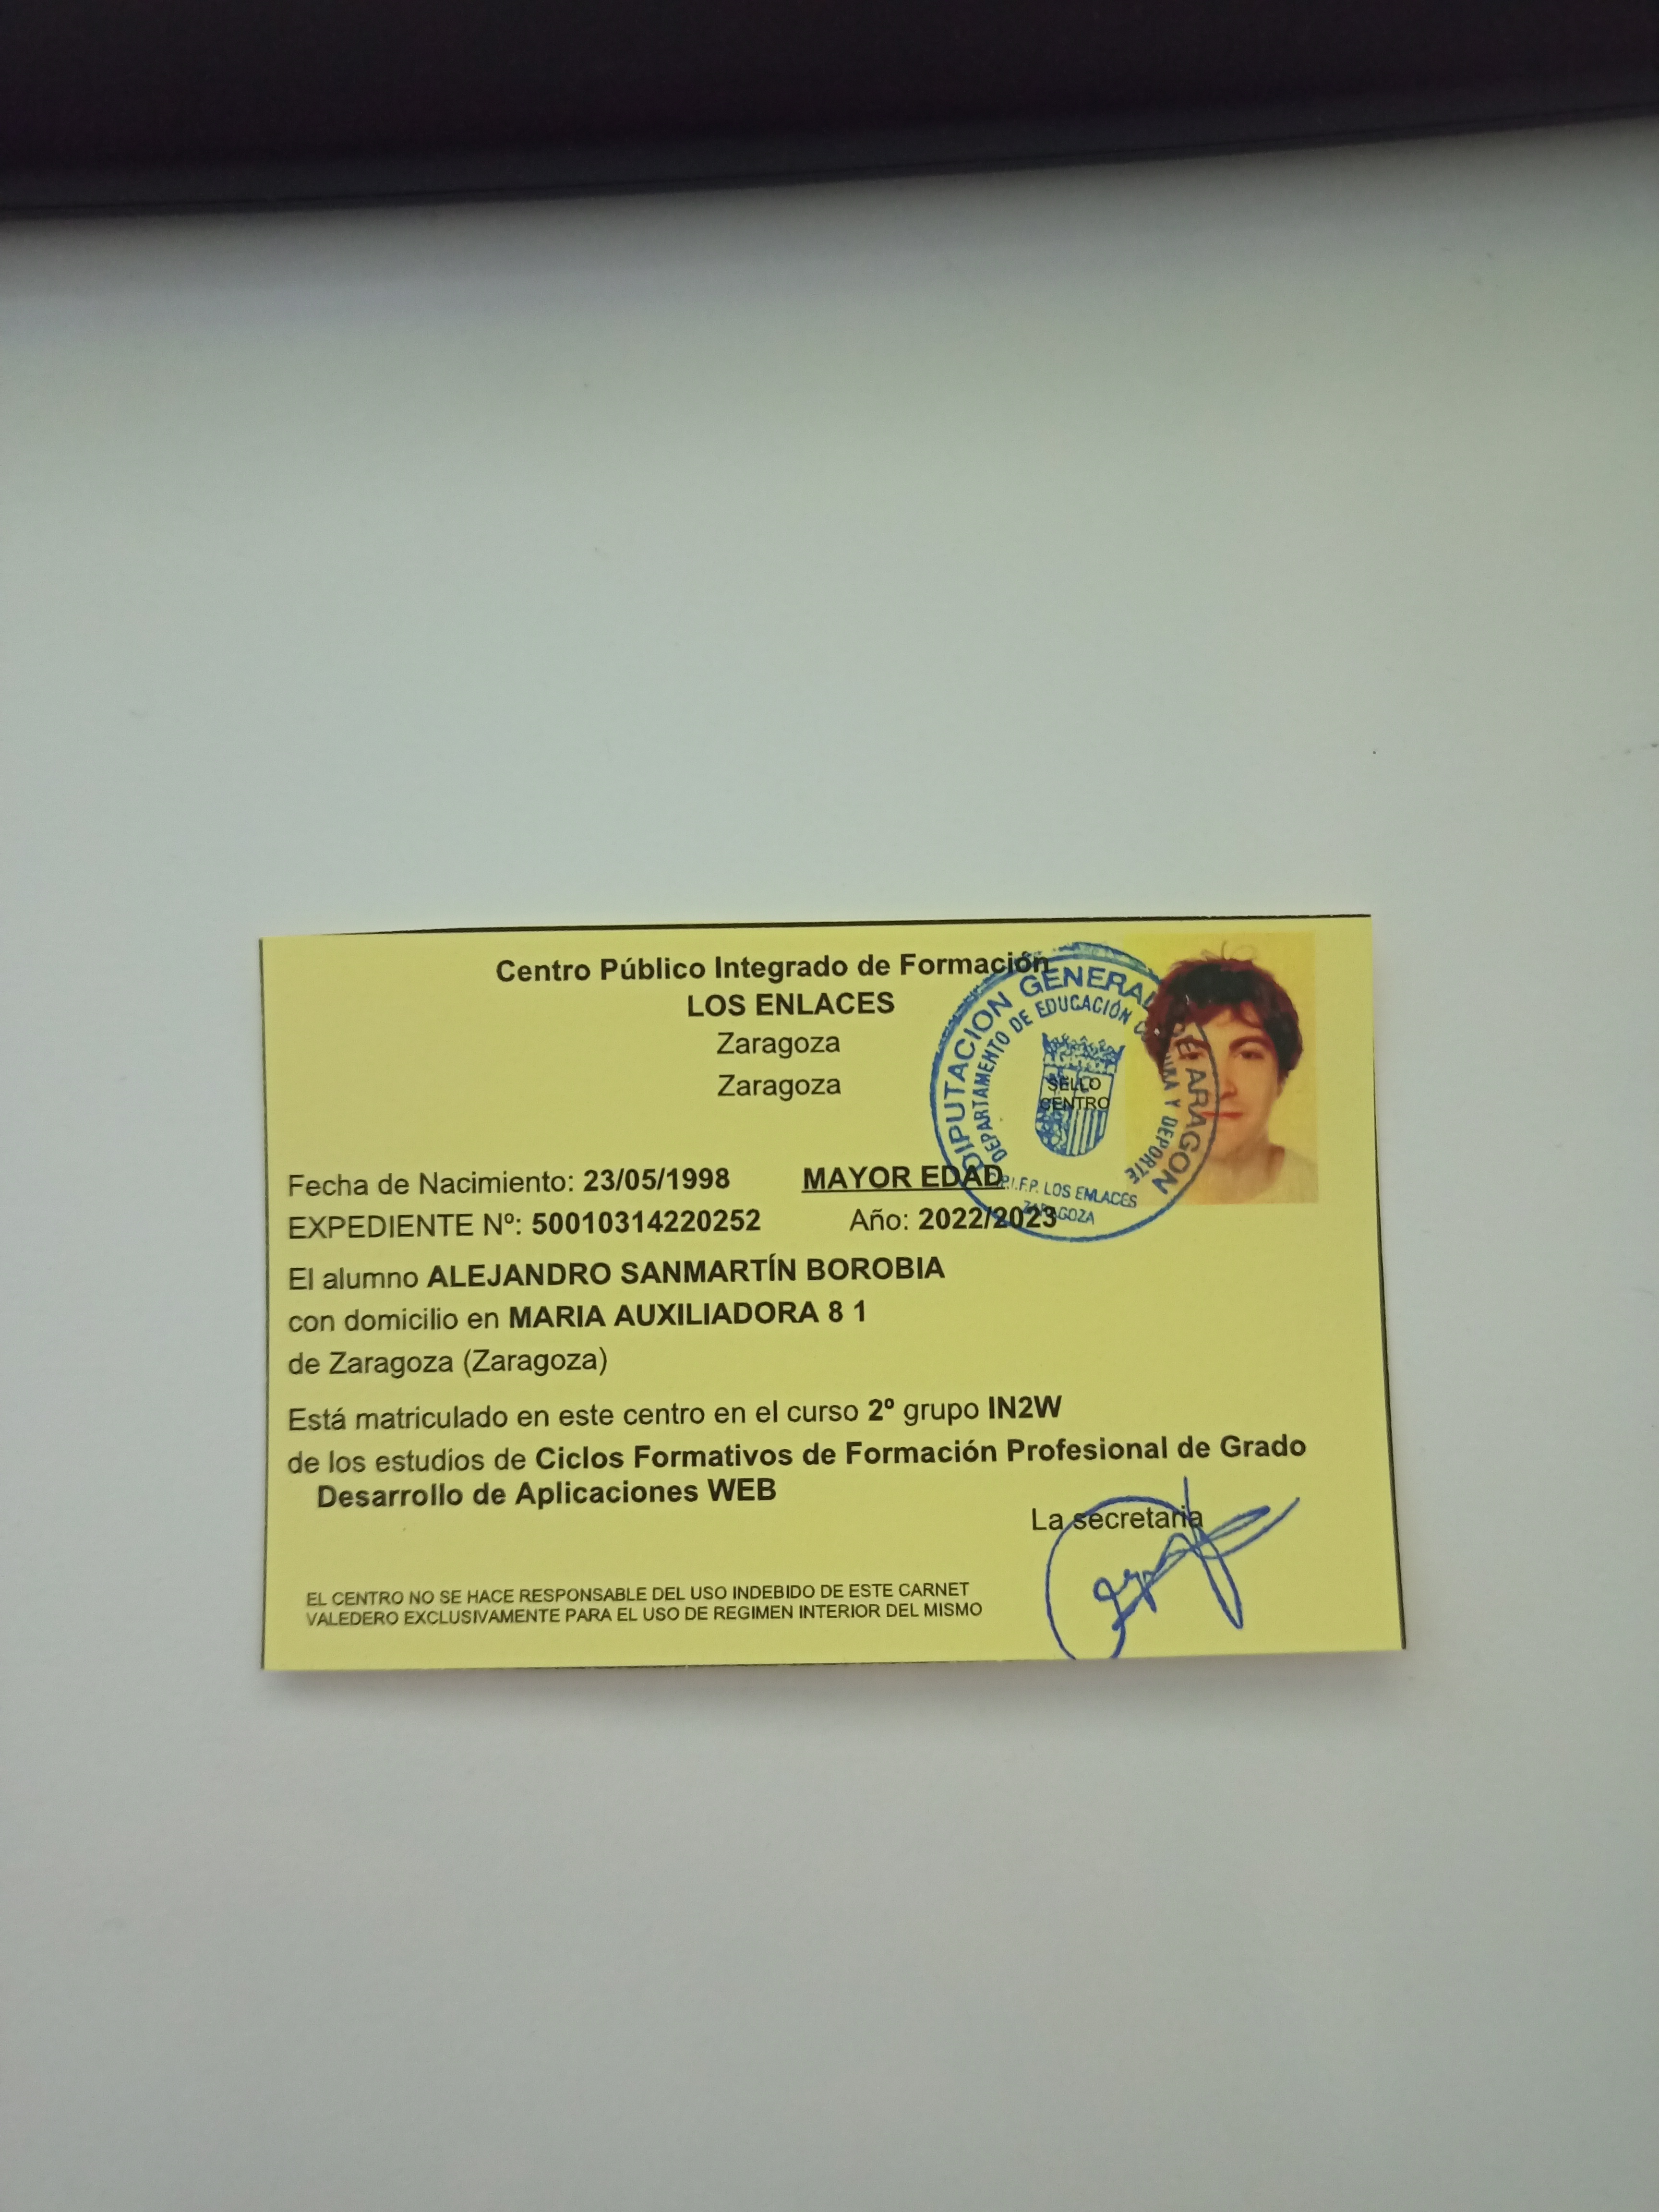 Centro Público Integrado de Formación
LOS ENLACES
Zaragoza
Zaragoza
DIPUTACION GENERAL DE ARAGON
DEPARTAMENTO DE EDUCACIÓN CULTURA Y DEPORTE
SELLO
CENTRO
C.P.I.F.P. LOS ENLACES
ZARAGOZA
Fecha de Nacimiento: 23/05/1998 MAYOR EDAD
EXPEDIENTE Nº: 50010314220252 Año: 2022/2023
El alumno ALEJANDRO SANMARTÍN BOROBIA
con domicilio en MARIA AUXILIADORA 8 1
de Zaragoza (Zaragoza)
Está matriculado en este centro en el curso 2º grupo IN2W
de los estudios de Ciclos Formativos de Formación Profesional de Grado
Desarrollo de Aplicaciones WEB
La secretaria
EL CENTRO NO SE HACE RESPONSABLE DEL USO INDEBIDO DE ESTE CARNET
VALEDERO EXCLUSIVAMENTE PARA EL USO DE REGIMEN INTERIOR DEL MISMO